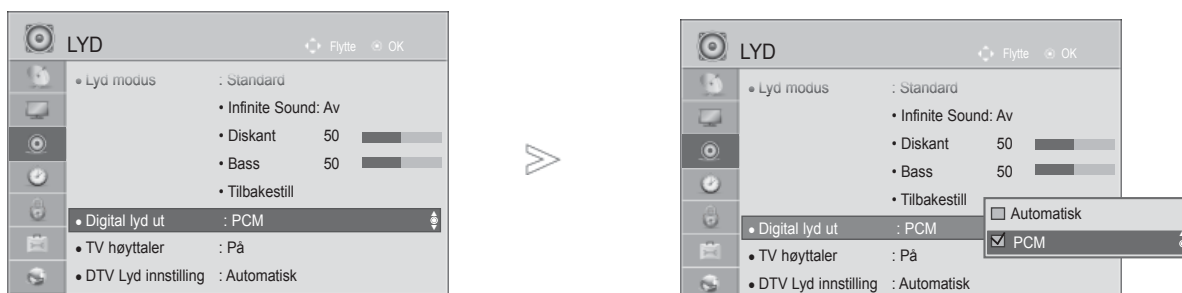 LYD
Flytte OK
• Lyd modus : Standard
• Infinite Sound: Av
• Diskant 50
• Bass 50
• Tilbakestill
• Digital lyd ut : PCM
• TV høyttaler : På
• DTV Lyd innstilling : Automatisk
LYD
Flytte OK
• Lyd modus : Standard
• Infinite Sound: Av
• Diskant 50
• Bass 50
• Tilbakestill
• Digital lyd ut : PCM
• TV høyttaler : På
• DTV Lyd innstilling : Automatisk
Automatisk
PCM